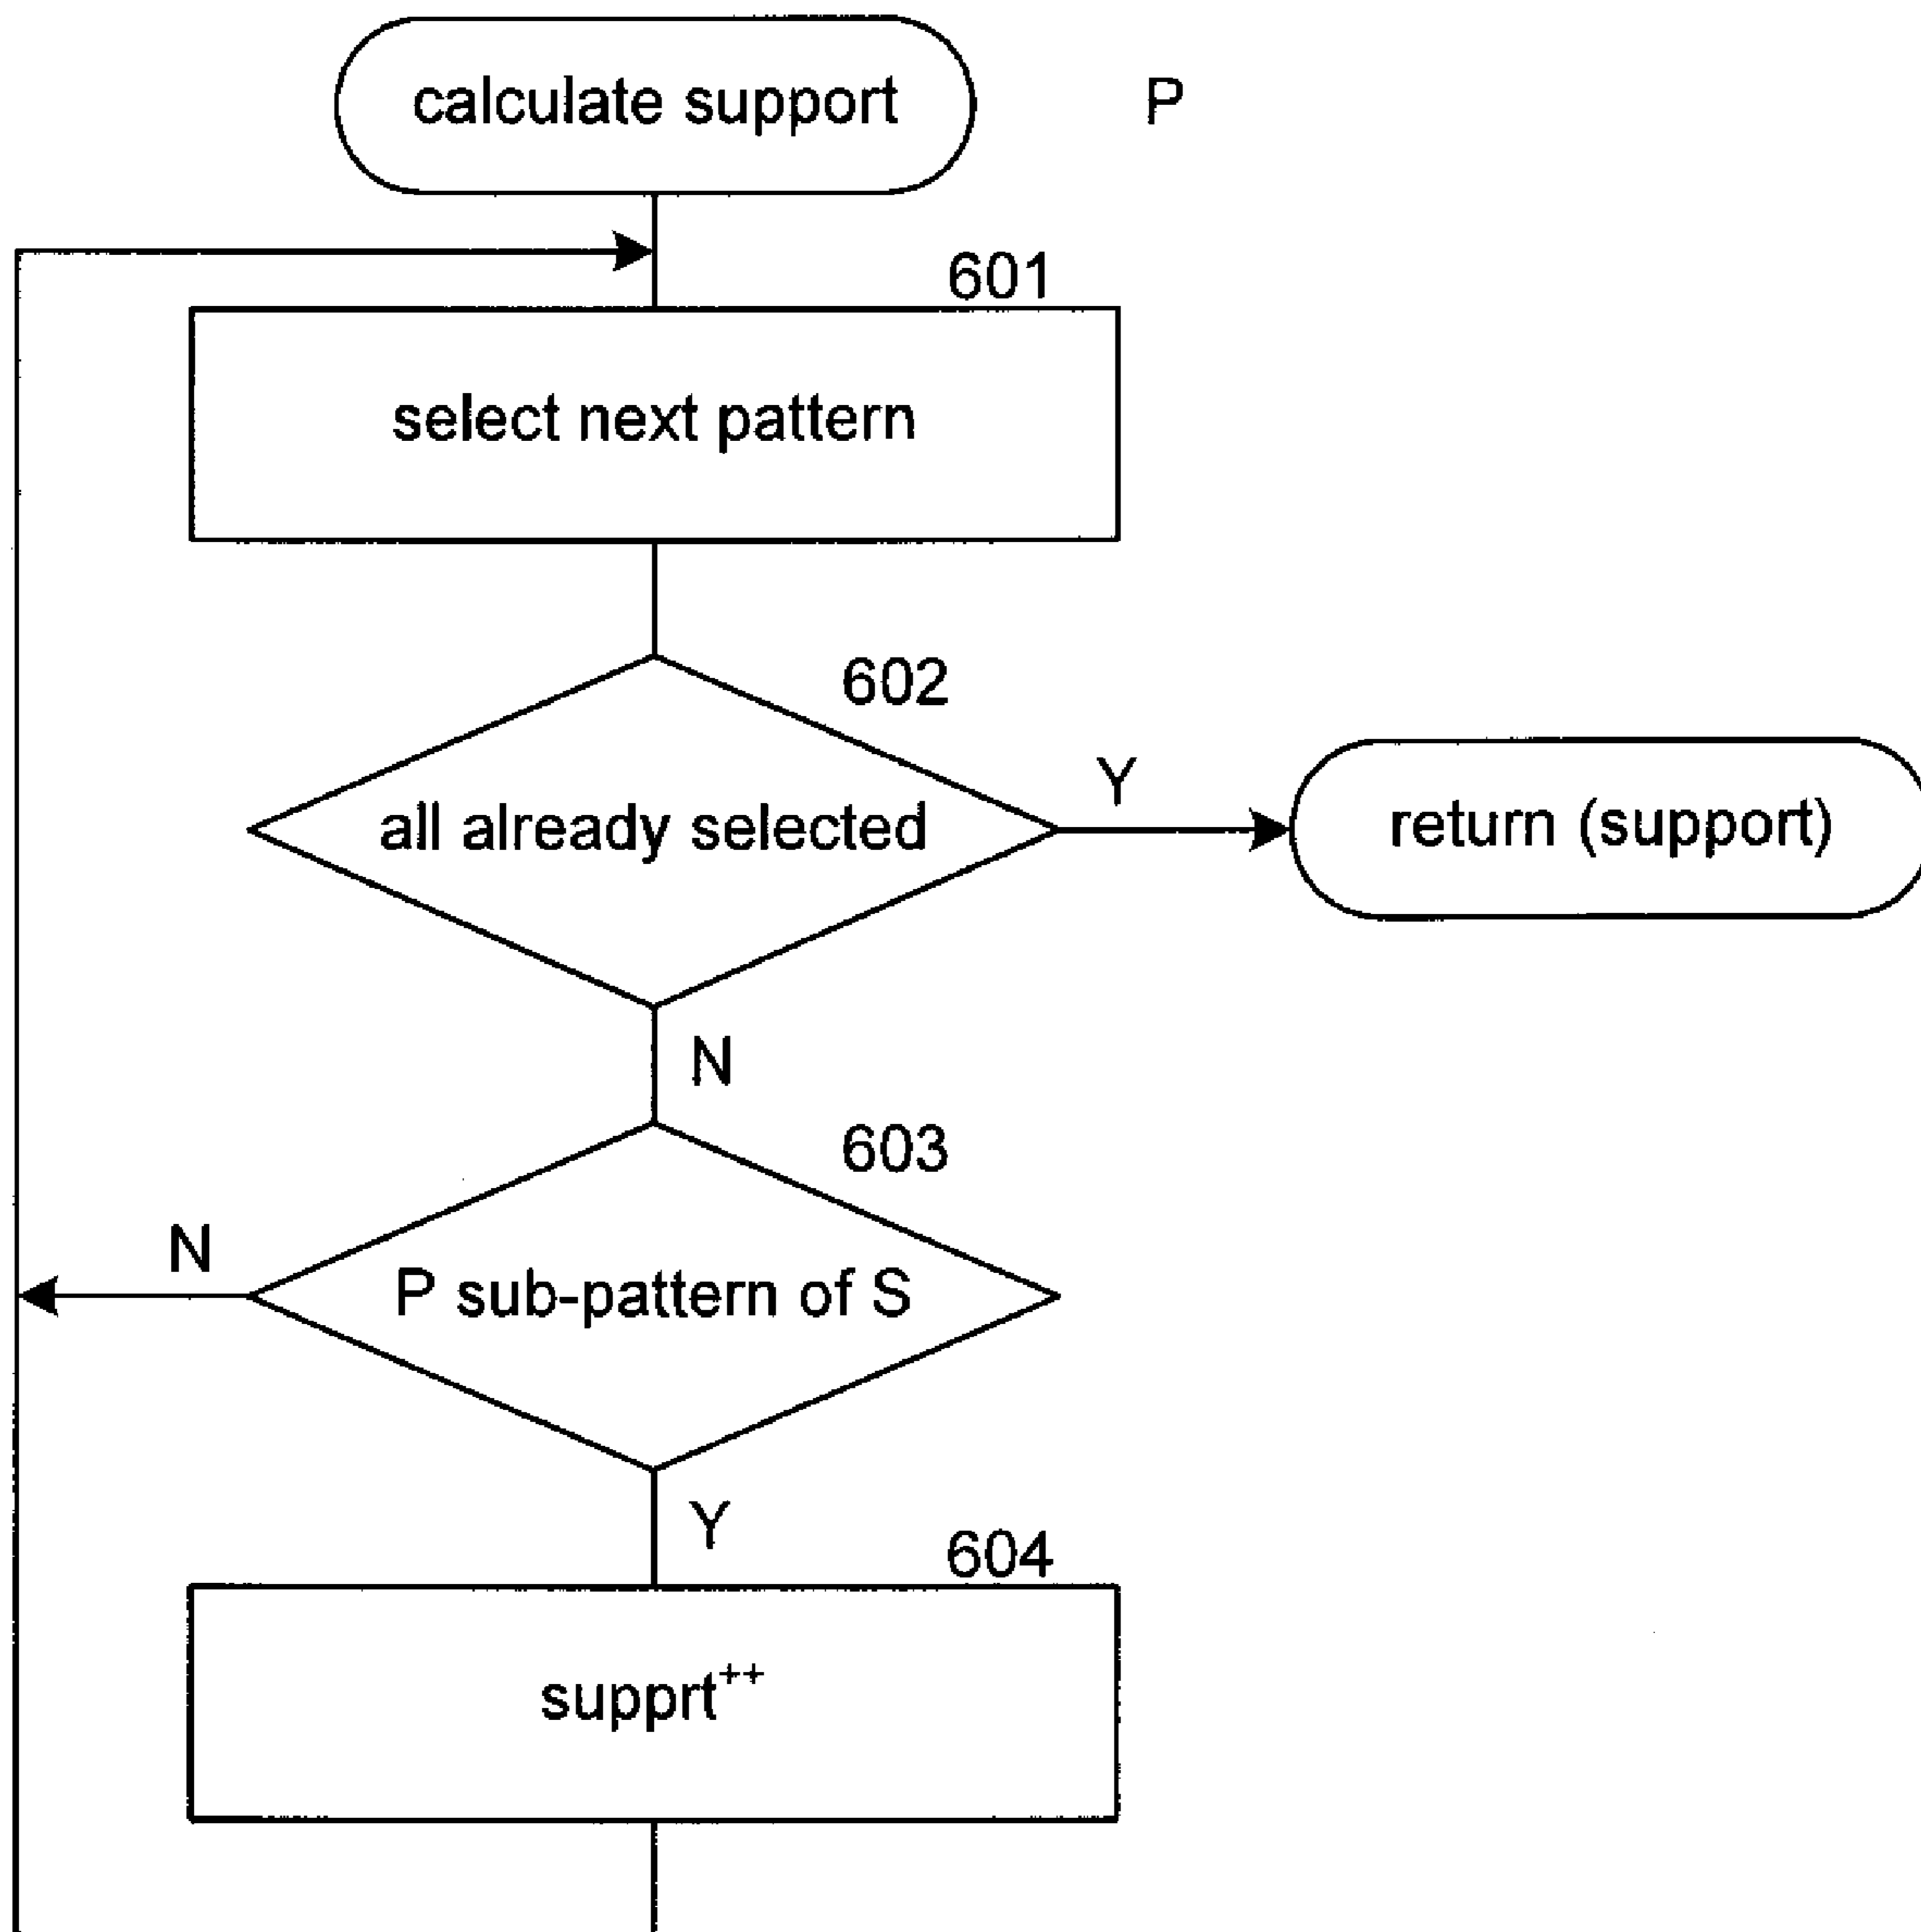 calculate support
P
601
select next pattern
602
all already selected
Y
return (support)
N
603
N
P sub-pattern of S
Y
604
supprt++